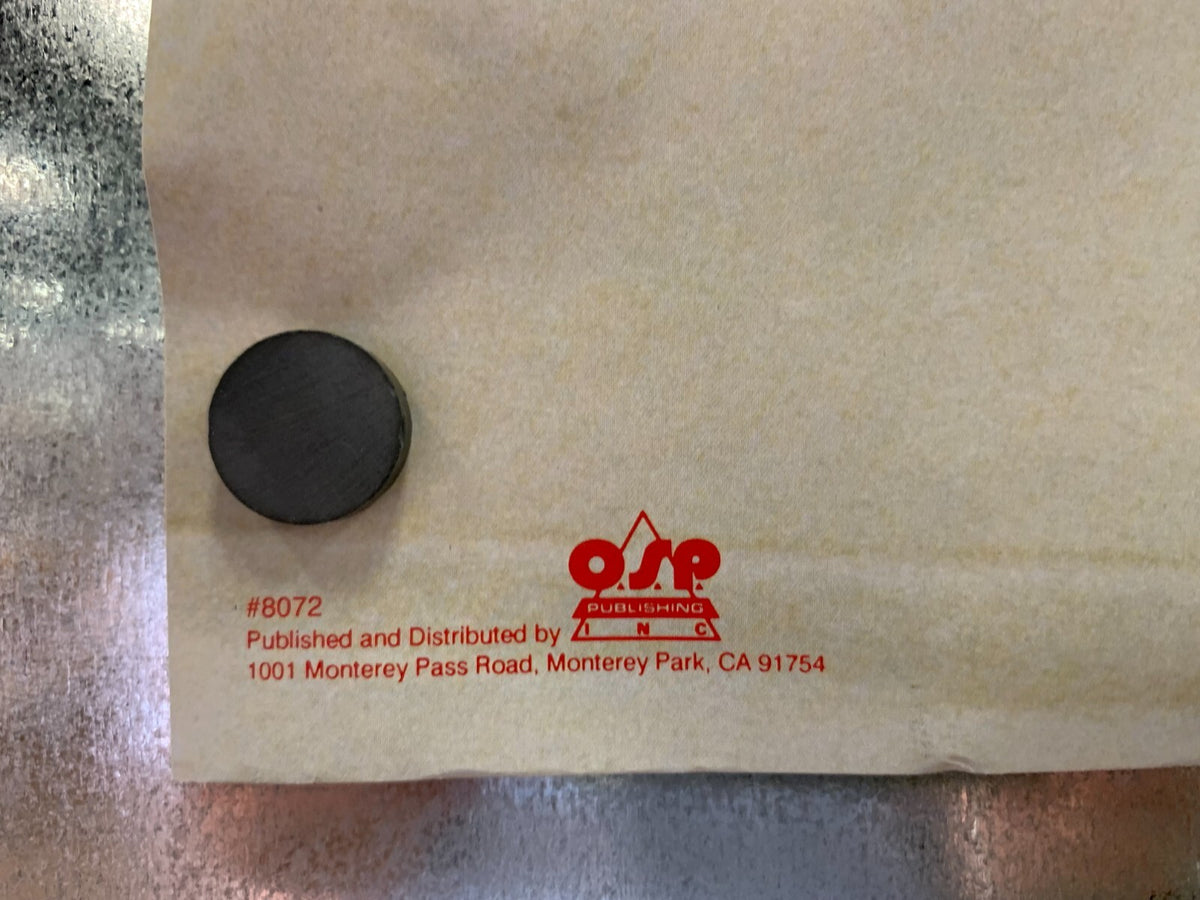 #8072
O.S.P.
PUBLISHING
INC
Published and Distributed by
1001 Monterey Pass Road, Monterey Park, CA 91754